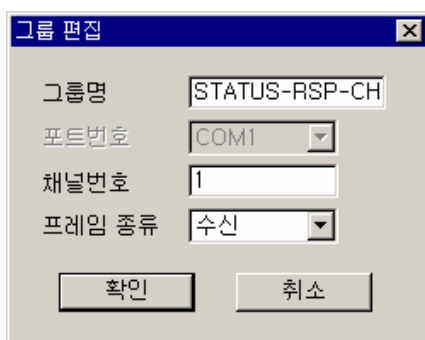 그룹 편집
그룹명 STATUS-RSP-CH
포트번호 COM1
채널번호 1
프레임 종류 수신
확인 취소